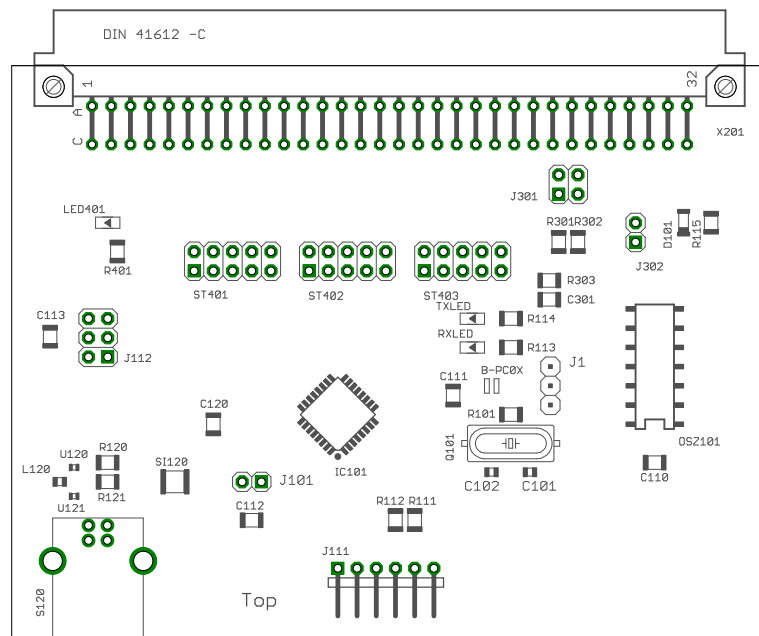 DIN 41612 -C
1
32
A
C
X201
J301
LED401
R301
R302
D101
R115
R401
J302
ST401
ST402
ST403
R303
C301
TXLED
R114
C113
RXLED
R113
J112
J1
B-PC0X
C111
C120
R101
OSZ101
Q101
IC101
U120
R120
SI120
L120
J101
C110
R121
C102
C101
U121
C112
R112
R111
J111
S120
Top